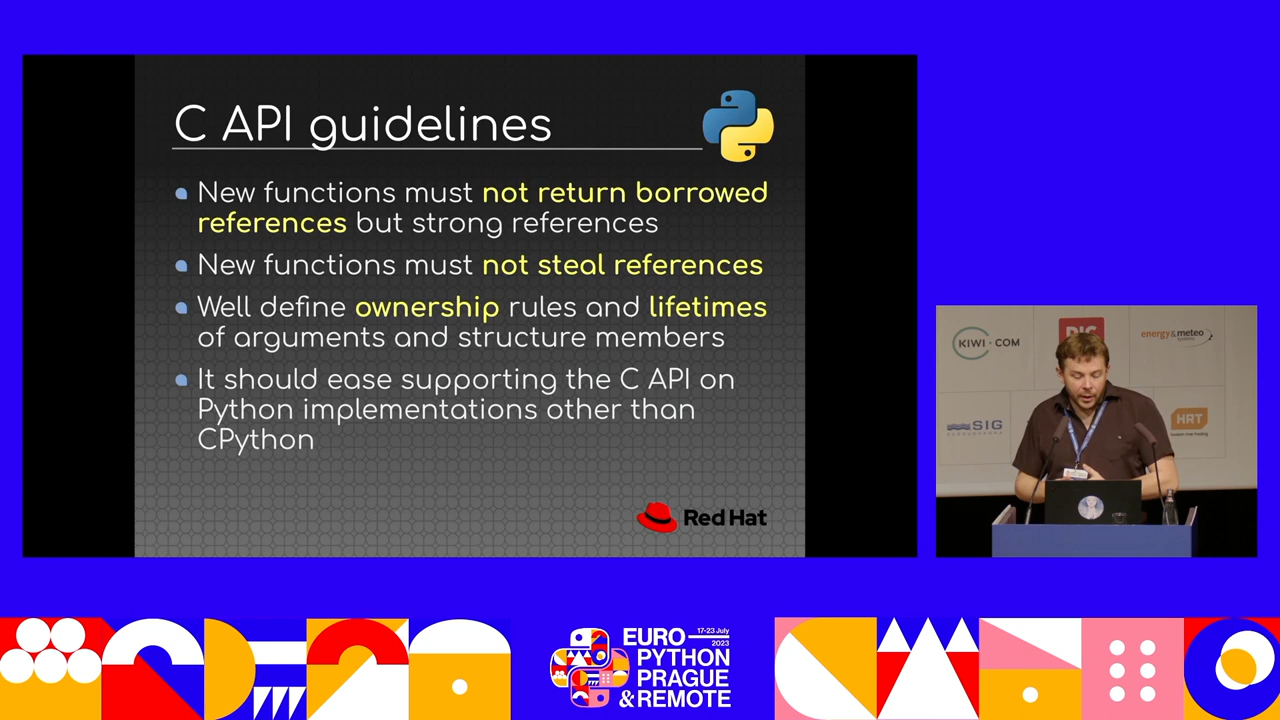 C API guidelines
New functions must not return borrowed
references but strong references
New functions must not steal references
Well define ownership rules and lifetimes
of arguments and structure members
It should ease supporting the C API on
Python implementations other than
CPython
Red Hat
KIWI·COM
energy & meteo
systems
SIG
HRT
EURO
17-23 July
2023
PYTHON
PRAGUE
& REMOTE